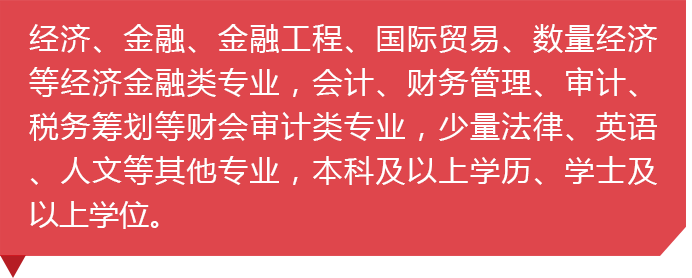 经济、金融、金融工程、国际贸易、数量经济
等经济金融类专业，会计、财务管理、审计、
税务筹划等财会审计类专业，少量法律、英语
、人文等其他专业，本科及以上学历、学士及
以上学位。